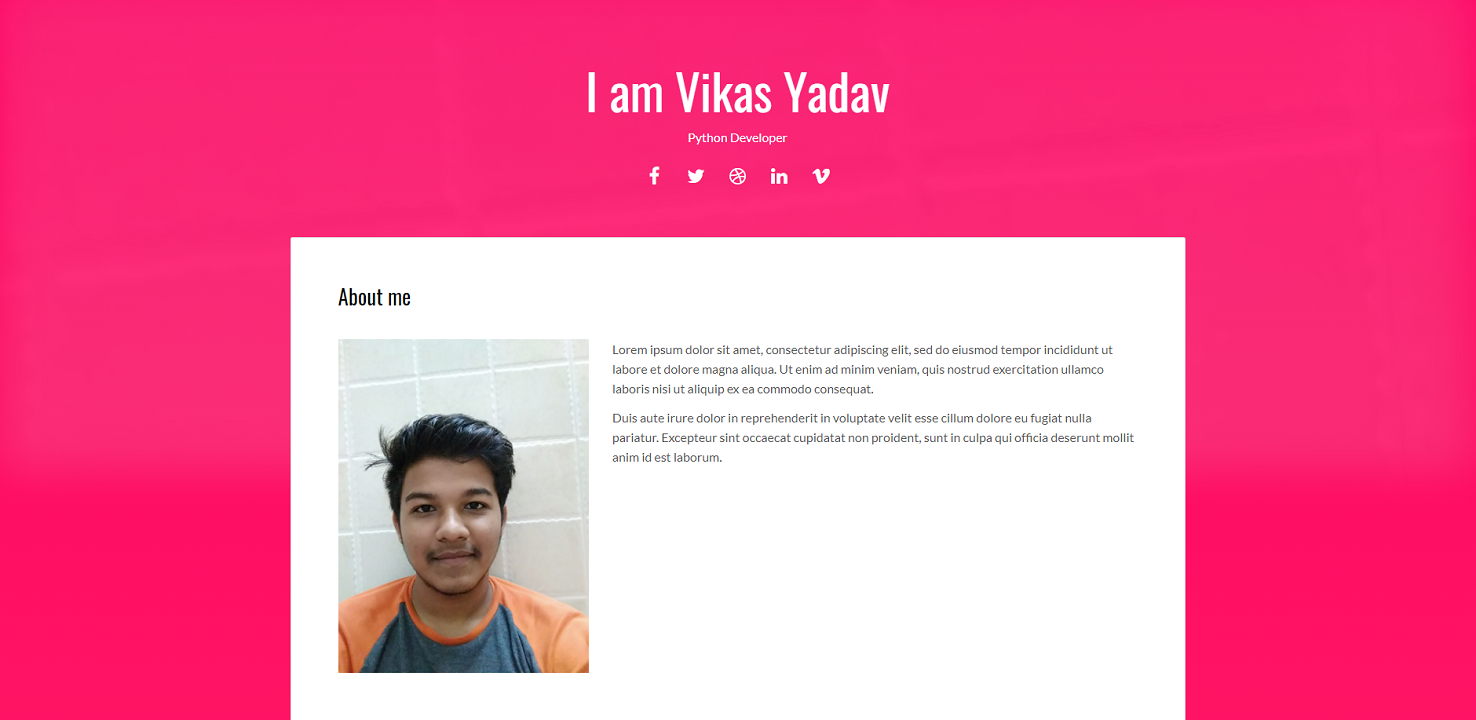 I am Vikas Yadav
Python Developer
About me
Lorem ipsum dolor sit amet, consectetur adipiscing elit, sed do eiusmod tempor incididunt ut
labore et dolore magna aliqua. Ut enim ad minim veniam, quis nostrud exercitation ullamco
laboris nisi ut aliquip ex ea commodo consequat.
Duis aute irure dolor in reprehenderit in voluptate velit esse cillum dolore eu fugiat nulla
pariatur. Excepteur sint occaecat cupidatat non proident, sunt in culpa qui officia deserunt mollit
anim id est laborum.